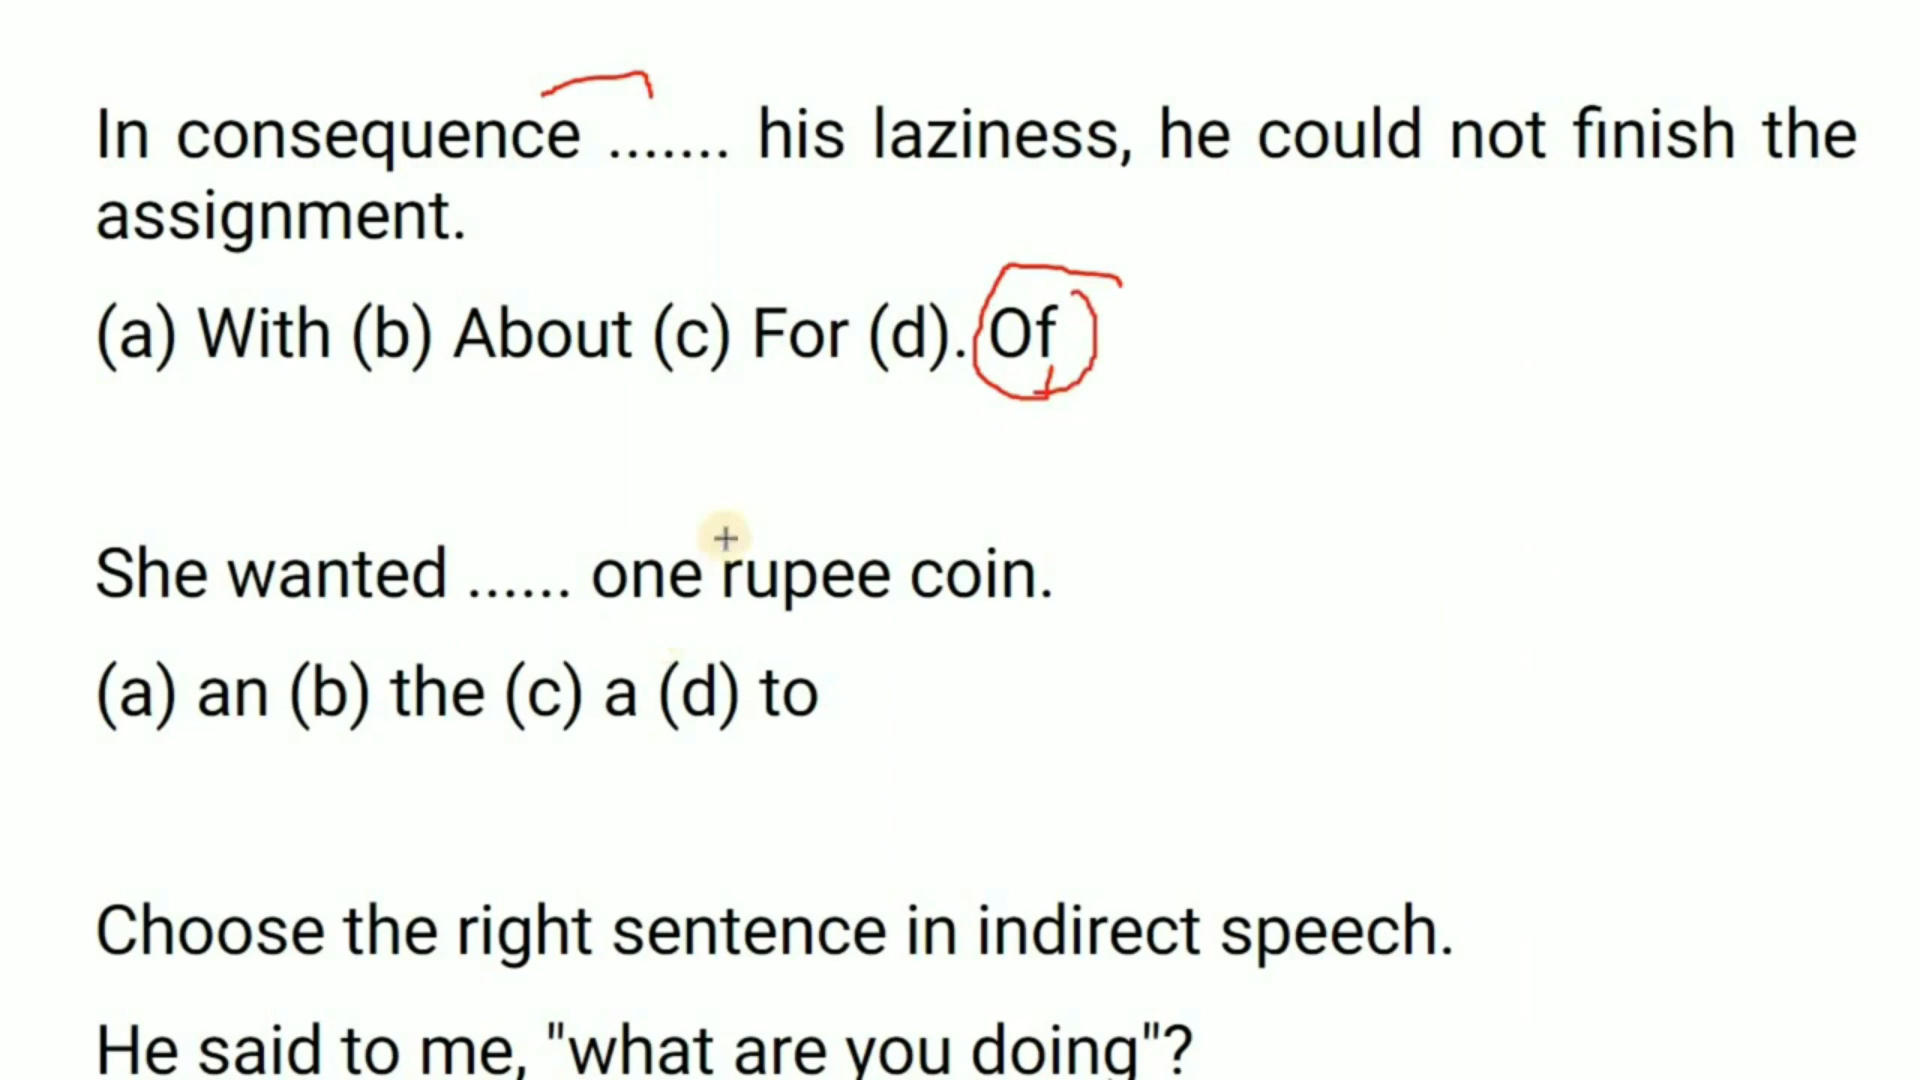 In consequence ....... his laziness, he could not finish the
assignment.
(a) With (b) About (c) For (d). Of
She wanted ...... one rupee coin.
(a) an (b) the (c) a (d) to
Choose the right sentence in indirect speech.
He said to me, "what are you doing"?